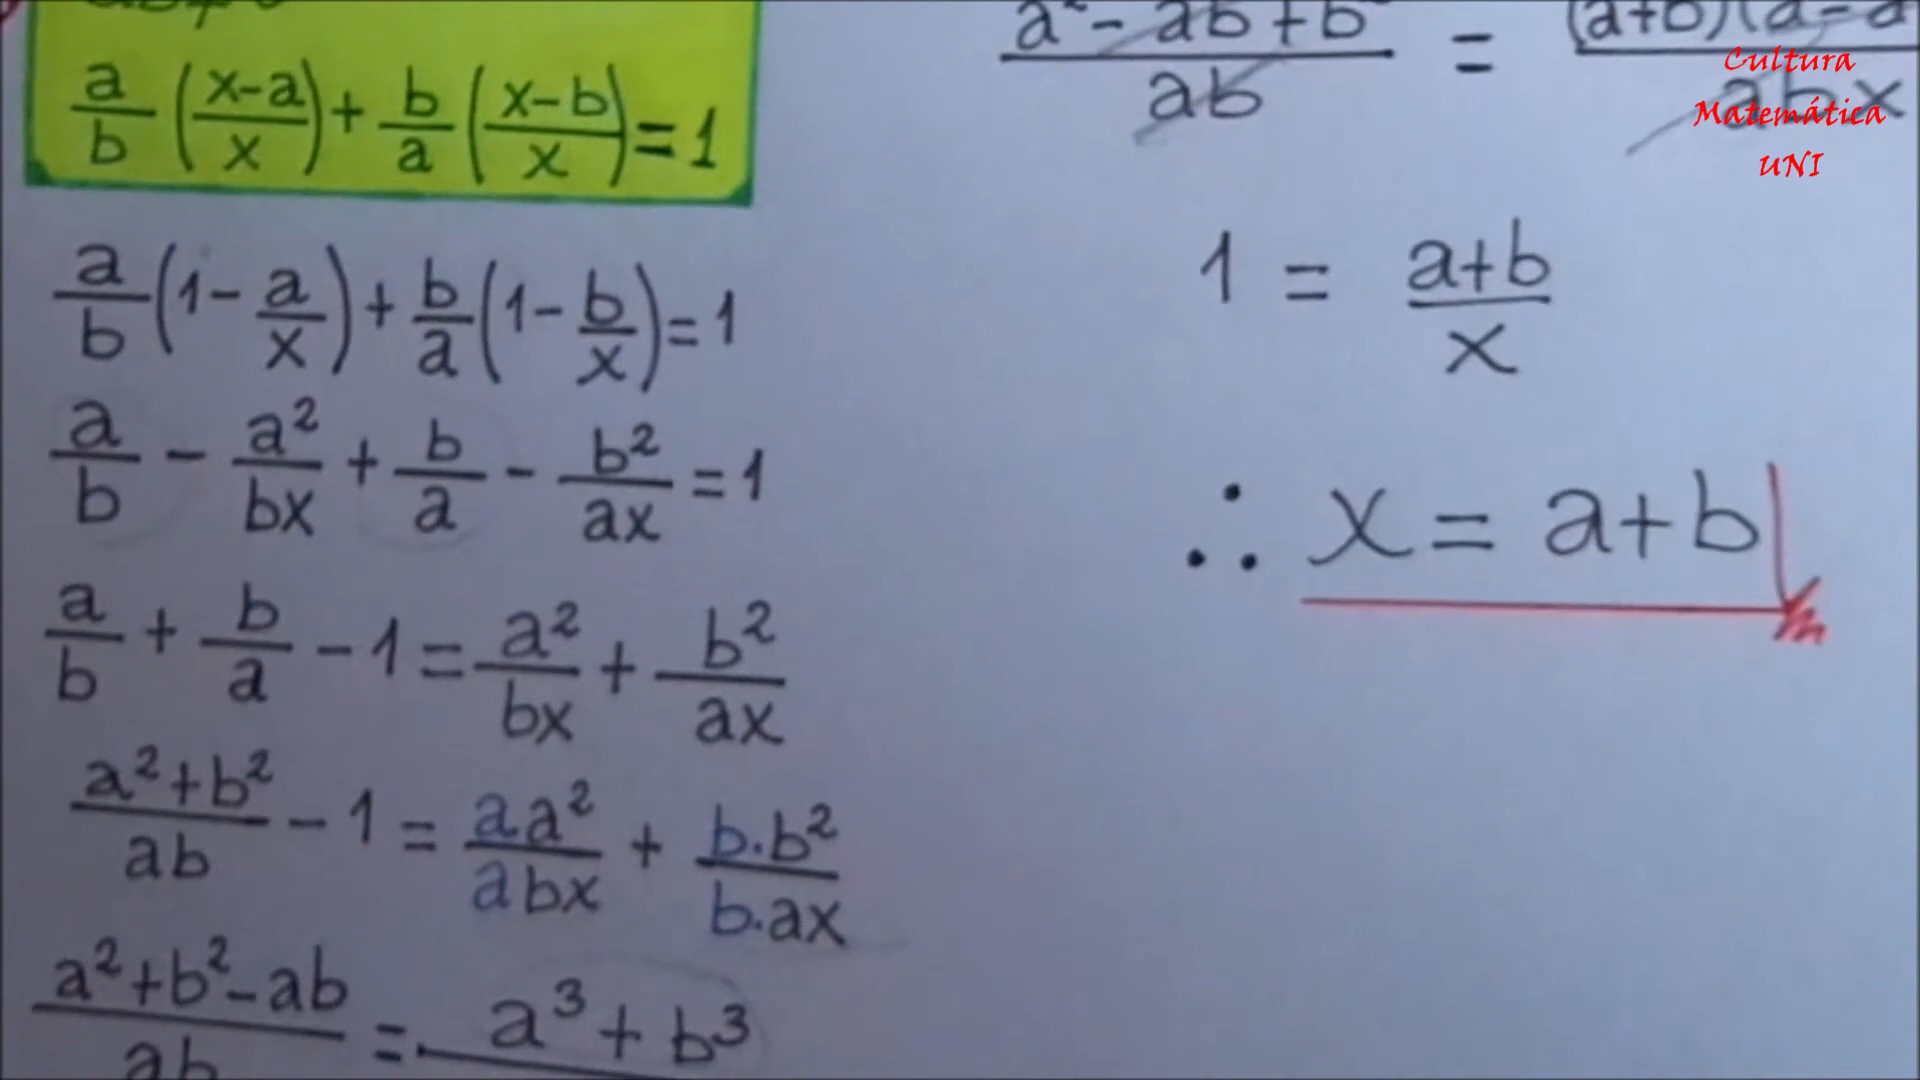 a/b (x-a/x) + b/a (x-b/x) = 1
a/b (1 - a/x) + b/a (1 - b/x) = 1
a/b - a²/bx + b/a - b²/ax = 1
a/b + b/a - 1 = a²/bx + b²/ax
a²+b²/ab - 1 = aa²/abx + b·b²/b·ax
a²+b²-ab/ab = a³+b³
a²-ab+b²/ab = (a+b)(a²-a /abx
1 = a+b/x
∴ x = a+b
Cultura
Matemática
UNI